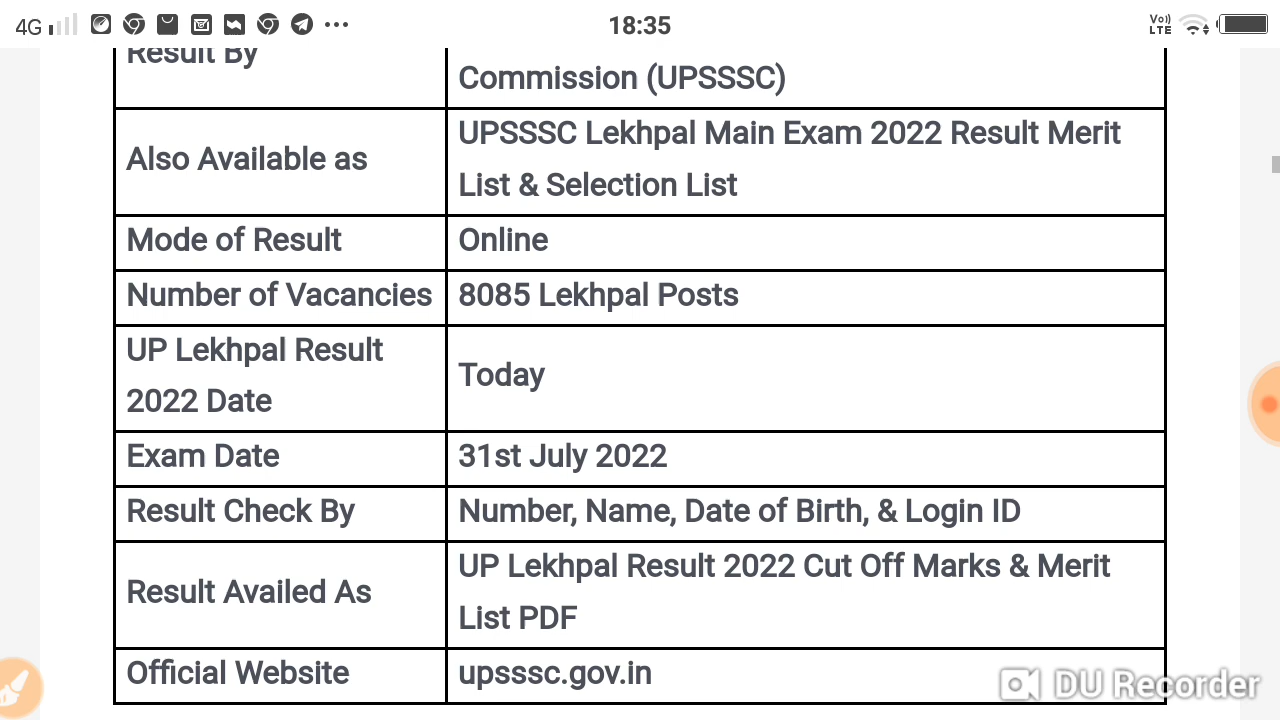 4G
18:35
Vo))
LTE
Result By
Commission (UPSSSC)
Also Available as
UPSSSC Lekhpal Main Exam 2022 Result Merit
List & Selection List
Mode of Result
Online
Number of Vacancies
8085 Lekhpal Posts
UP Lekhpal Result
2022 Date
Today
Exam Date
31st July 2022
Result Check By
Number, Name, Date of Birth, & Login ID
Result Availed As
UP Lekhpal Result 2022 Cut Off Marks & Merit
List PDF
Official Website
upsssc.gov.in
DU Recorder